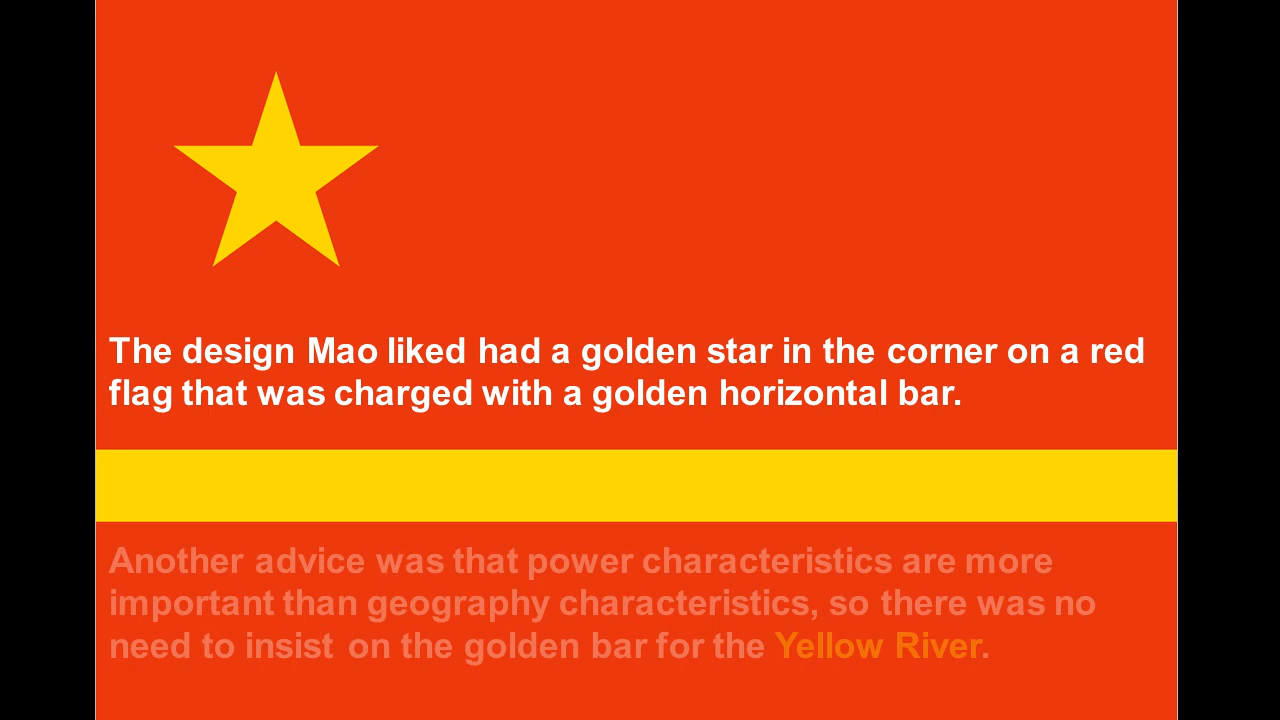 The design Mao liked had a golden star in the corner on a red
flag that was charged with a golden horizontal bar.
Another advice was that power characteristics are more
important than geography characteristics, so there was no
need to insist on the golden bar for the Yellow River.